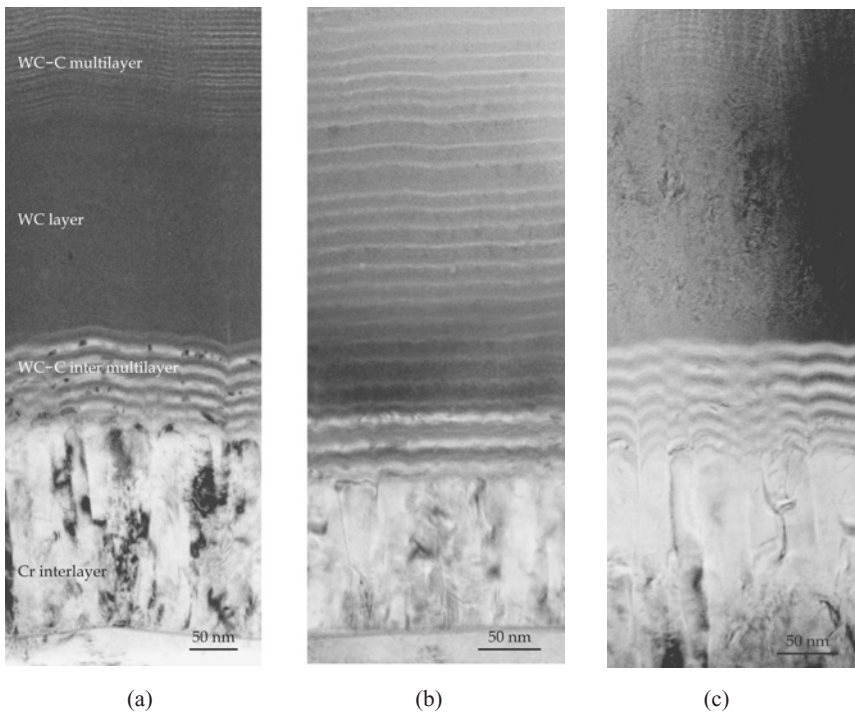 WC–C multilayer
WC layer
WC–C inter multilayer
Cr interlayer
50 nm
50 nm
50 nm
(a)
(b)
(c)